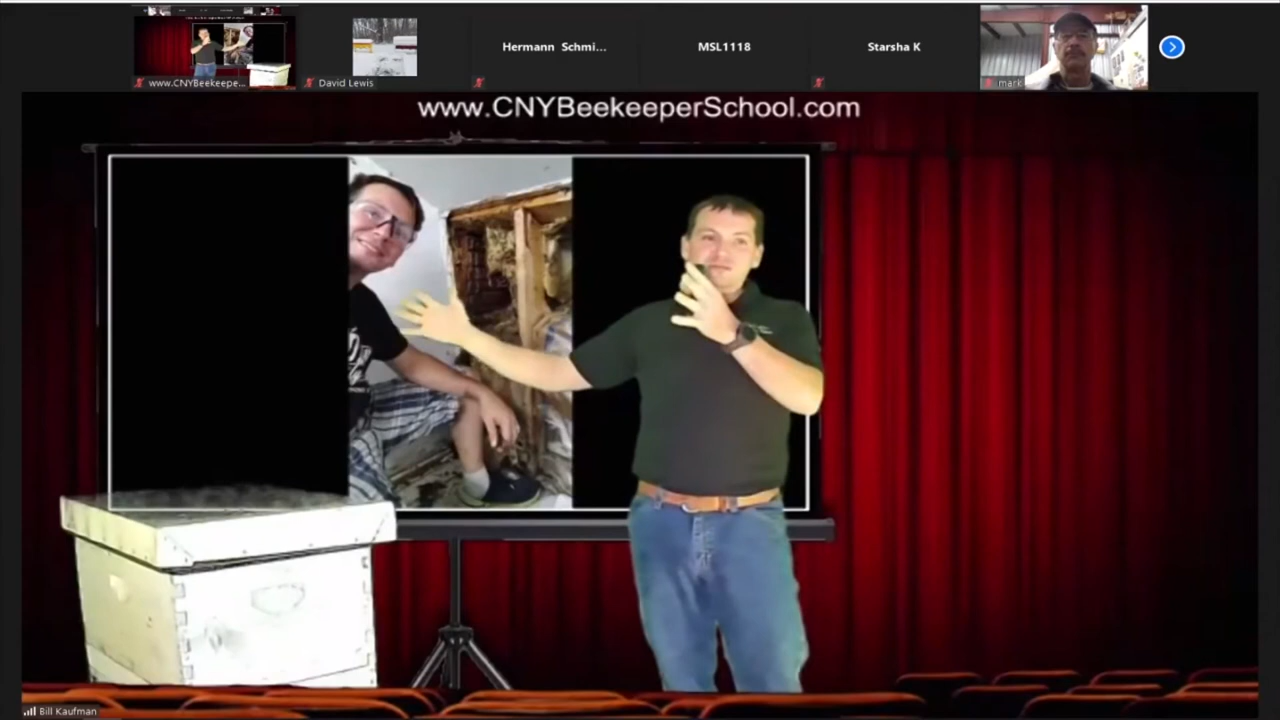 www.CNYBeekeepe...
David Lewis
Hermann Schmi...
MSL1118
Starsha K
mark
www.CNYBeekeeperSchool.com
Bill Kaufman